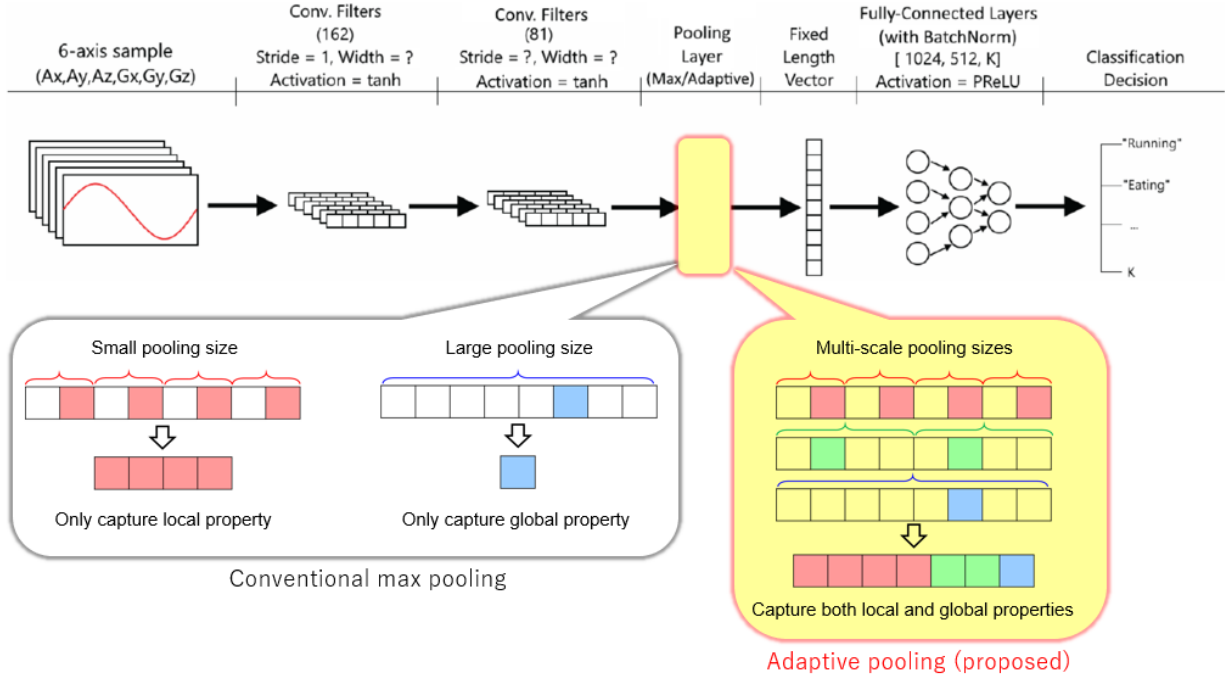 6-axis sample
(Ax,Ay,Az,Gx,Gy,Gz)
Conv. Filters
(162)
Stride = 1, Width = ?
Activation = tanh
Conv. Filters
(81)
Stride = ?, Width = ?
Activation = tanh
Pooling
Layer
(Max/Adaptive)
Fixed
Length
Vector
Fully-Connected Layers
(with BatchNorm)
[ 1024, 512, K]
Activation = PReLU
Classification
Decision
"Running"
"Eating"
...
K
Small pooling size
Only capture local property
Large pooling size
Only capture global property
Conventional max pooling
Multi-scale pooling sizes
Capture both local and global properties
Adaptive pooling (proposed)